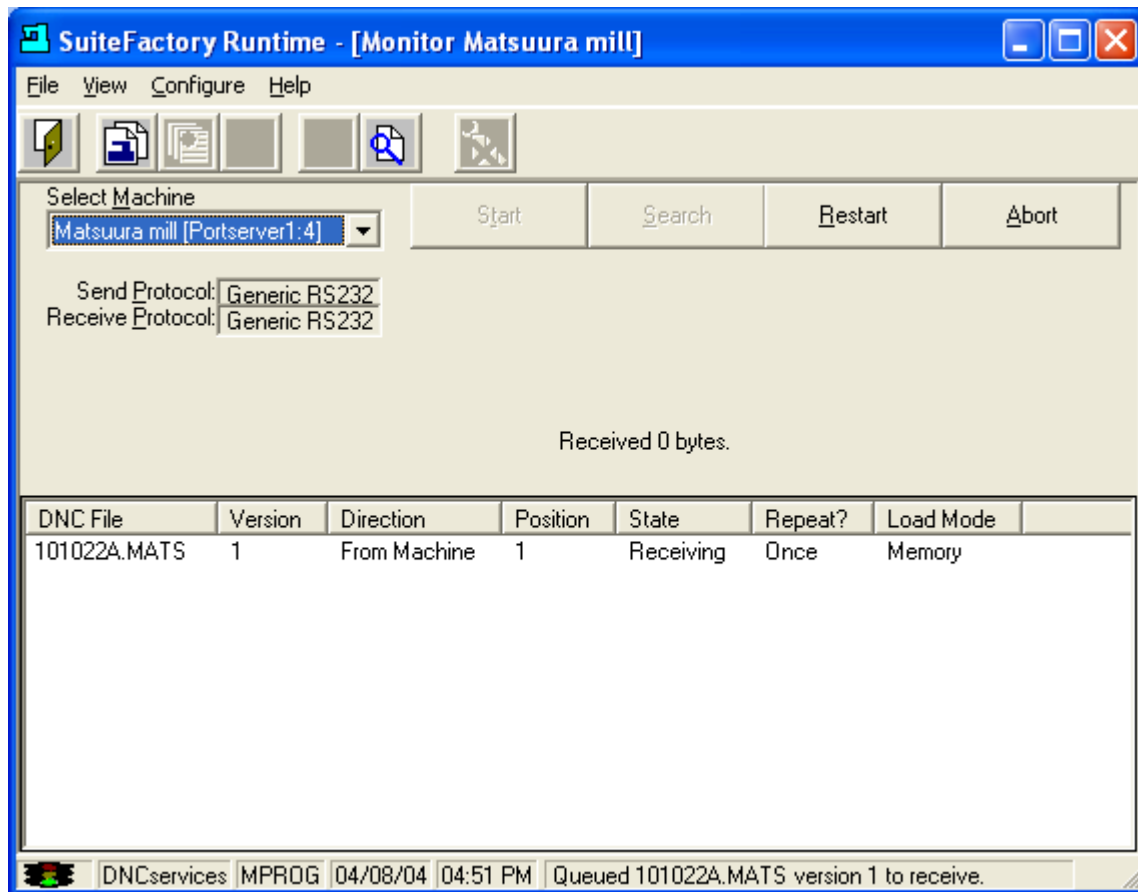 SuiteFactory Runtime - [Monitor Matsuura mill]
File View Configure Help
Select Machine
Matsuura mill [Portserver1:4]
Start Search Restart Abort
Send Protocol: Generic RS232
Receive Protocol: Generic RS232
Received 0 bytes.
DNC File Version Direction Position State Repeat? Load Mode
101022A.MATS 1 From Machine 1 Receiving Once Memory
DNCservices MPROG 04/08/04 04:51 PM Queued 101022A.MATS version 1 to receive.